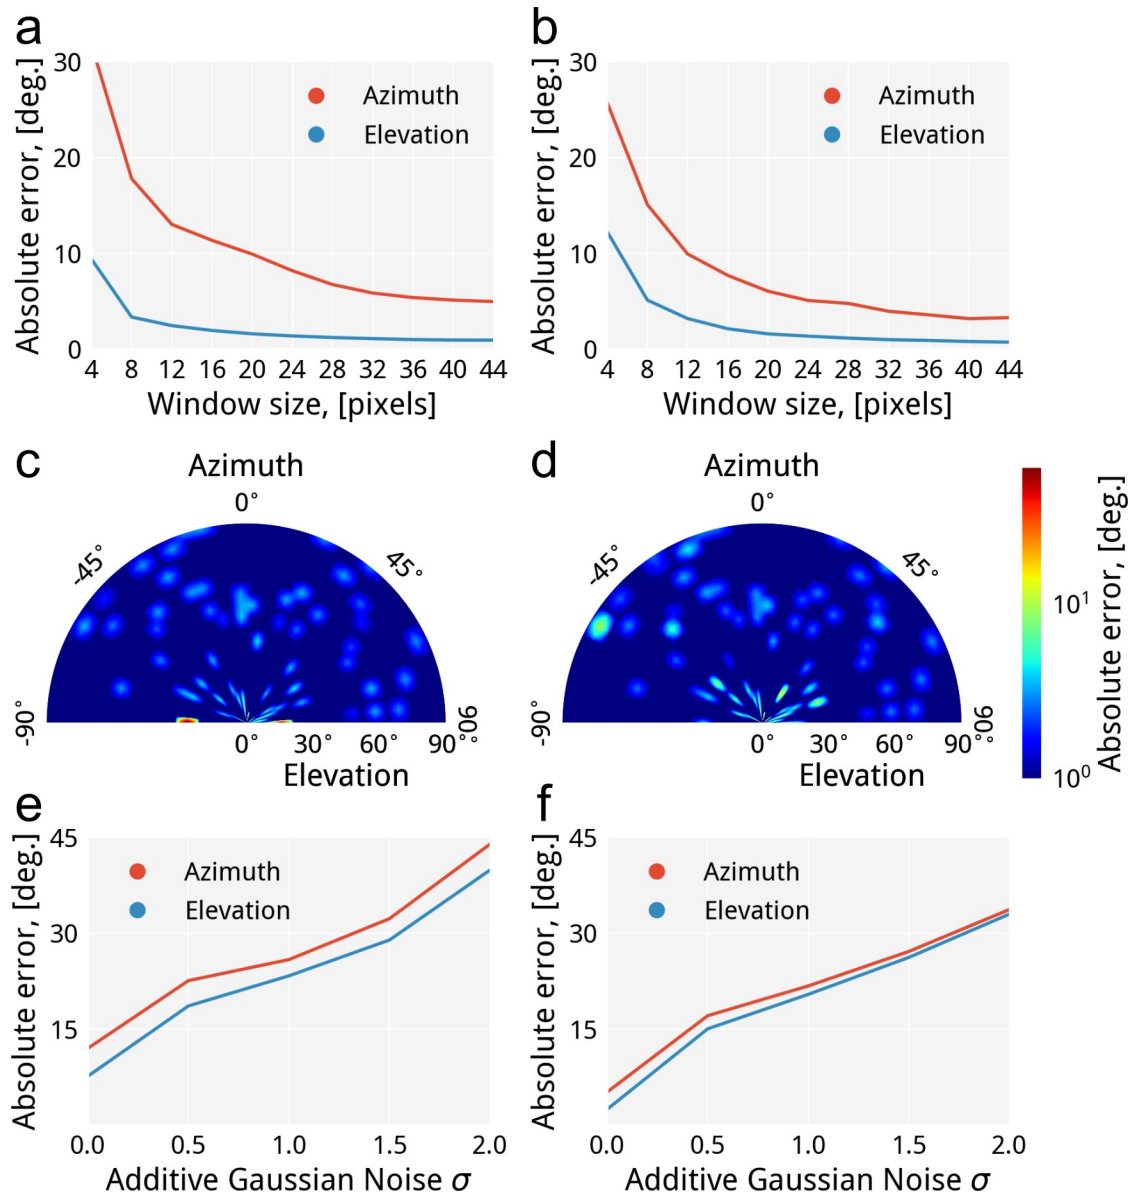 a
30
20
10
0
Absolute error, [deg.]
Azimuth
Elevation
4 8 12 16 20 24 28 32 36 40 44
Window size, [pixels]
b
30
20
10
0
Absolute error, [deg.]
Azimuth
Elevation
4 8 12 16 20 24 28 32 36 40 44
Window size, [pixels]
c
Azimuth
0°
-45°
45°
-90°
90°
0° 30° 60° 90°
Elevation
d
Azimuth
0°
-45°
45°
-90°
90°
0° 30° 60° 90°
Elevation
10¹
10⁰
Absolute error, [deg.]
e
45
30
15
Absolute error, [deg.]
Azimuth
Elevation
0.0 0.5 1.0 1.5 2.0
Additive Gaussian Noise σ
f
45
30
15
Absolute error, [deg.]
Azimuth
Elevation
0.0 0.5 1.0 1.5 2.0
Additive Gaussian Noise σ